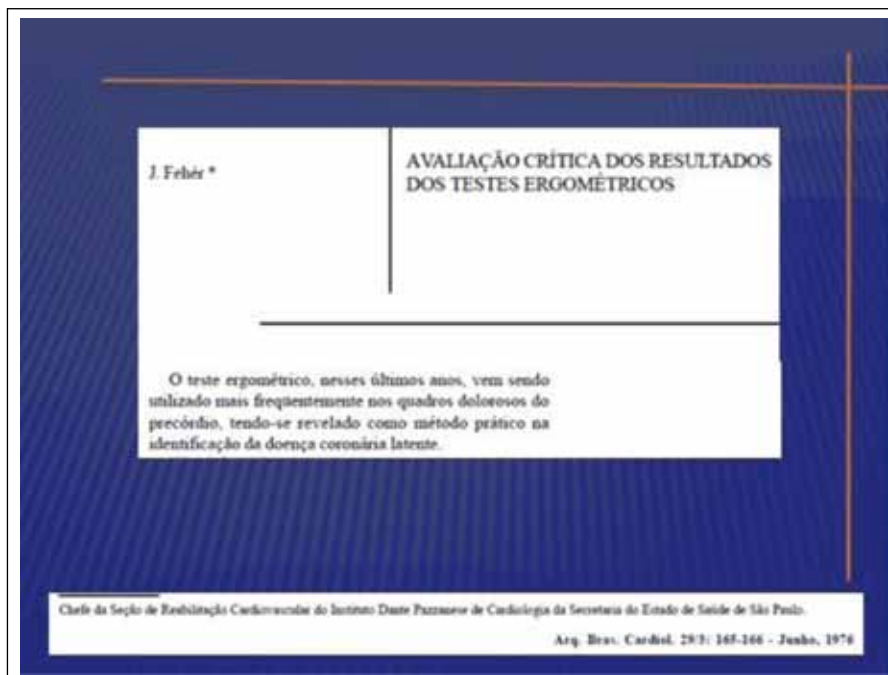 J. Fehér *
AVALIAÇÃO CRÍTICA DOS RESULTADOS
DOS TESTES ERGOMÉTRICOS
O teste ergométrico, nesses últimos anos, vem sendo
utilizado mais freqüentemente nos quadros dolorosos do
precórdio, tendo-se revelado como método prático na
identificação da doença coronária latente.
Chefe da Seção de Reabilitação Cardiovascular do Instituto Dante Pazzanese de Cardiologia da Secretaria do Estado de Saúde de São Paulo.
Arq. Bras. Cardiol. 29/3: 165-166 - Junho, 1976